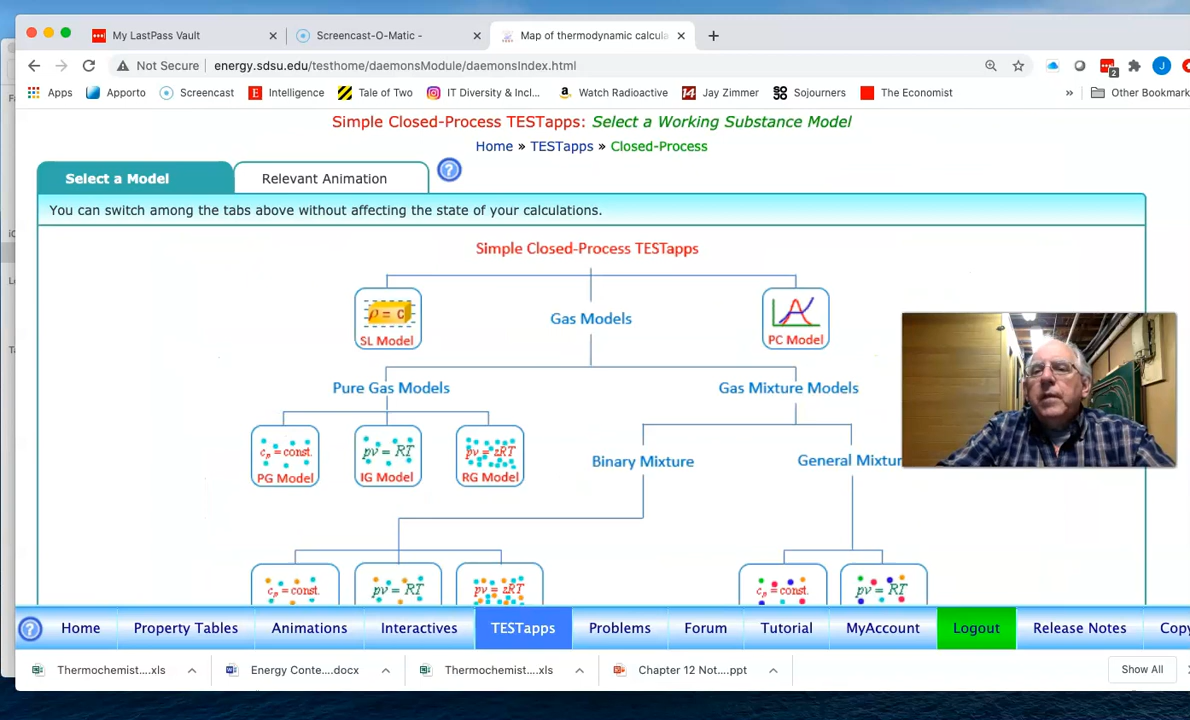 My LastPass Vault
Screencast-O-Matic -
Map of thermodynamic calcula
Not Secure energy.sdsu.edu/testhome/daemonsModule/daemonsIndex.html
2
J
Apps Apporto Screencast Intelligence Tale of Two IT Diversity & Incl... Watch Radioactive Jay Zimmer Sojourners The Economist » Other Bookmark
Simple Closed-Process TESTapps: Select a Working Substance Model
Home » TESTapps » Closed-Process
Select a Model
Relevant Animation
?
You can switch among the tabs above without affecting the state of your calculations.
Simple Closed-Process TESTapps
ρ = c
SL Model
Gas Models
PC Model
Pure Gas Models
Gas Mixture Models
cp = const.
PG Model
pv = RT
IG Model
pv = zRT
RG Model
Binary Mixture
General Mixtur
cp = const.
pv = RT
pv = zRT
cp = const.
pv = RT
? Home Property Tables Animations Interactives TESTapps Problems Forum Tutorial MyAccount Logout Release Notes Copy
Thermochemist....xls Energy Conte....docx Thermochemist....xls Chapter 12 Not....ppt Show All